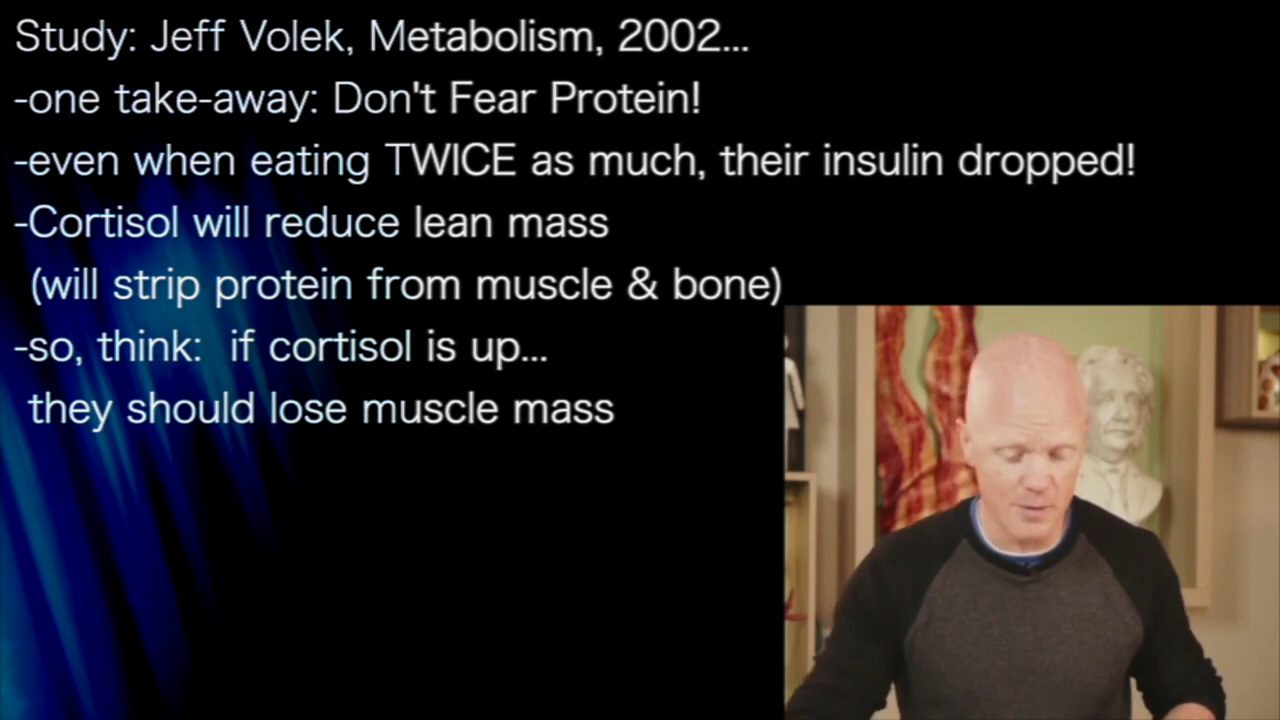 Study: Jeff Volek, Metabolism, 2002...
-one take-away: Don't Fear Protein!
-even when eating TWICE as much, their insulin dropped!
-Cortisol will reduce lean mass
(will strip protein from muscle & bone)
-so, think:  if cortisol is up...
they should lose muscle mass